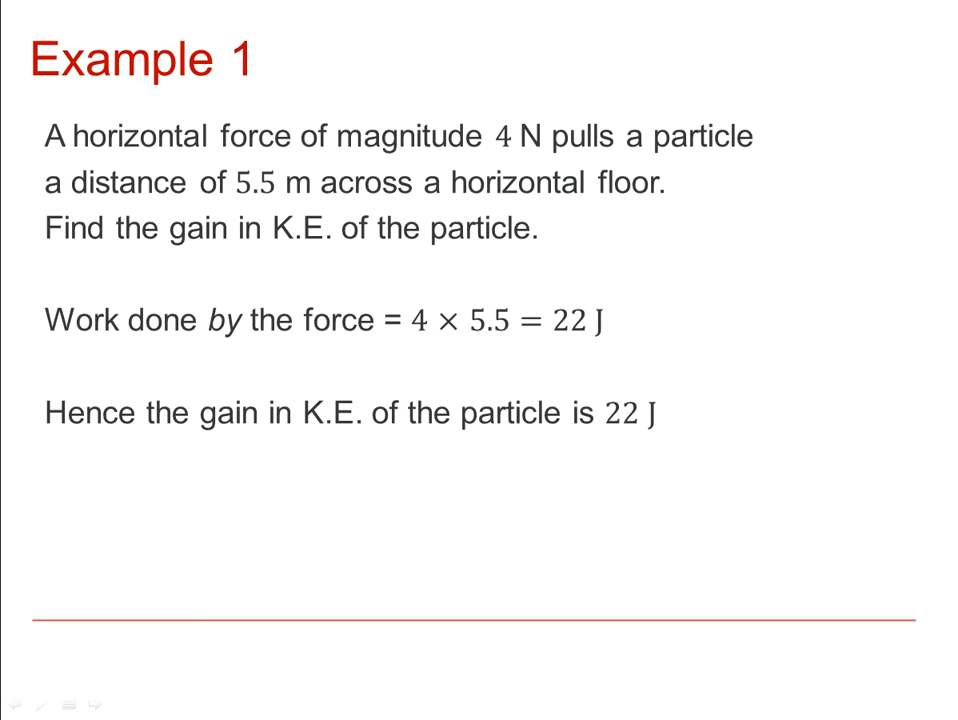 Example 1
A horizontal force of magnitude 4 N pulls a particle
a distance of 5.5 m across a horizontal floor.
Find the gain in K.E. of the particle.
Work done by the force = 4 × 5.5 = 22 J
Hence the gain in K.E. of the particle is 22 J